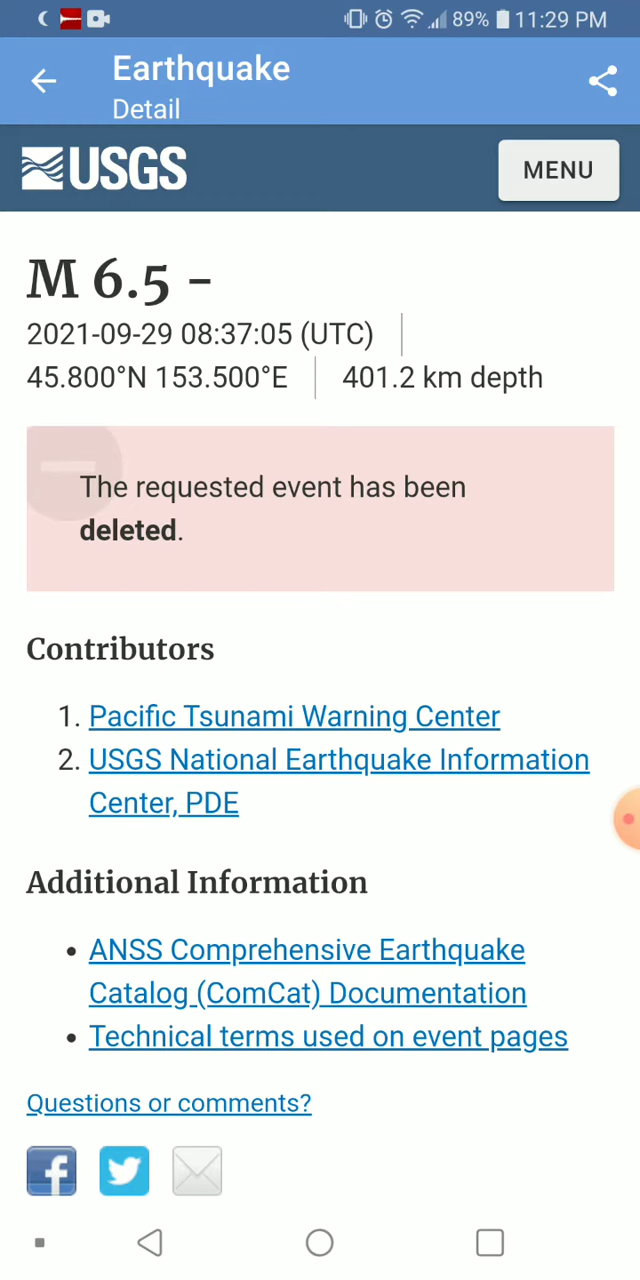 89% 11:29 PM
Earthquake
Detail
USGS
MENU
M 6.5 -
2021-09-29 08:37:05 (UTC)
45.800°N 153.500°E 401.2 km depth
The requested event has been
deleted.
Contributors
1. Pacific Tsunami Warning Center
2. USGS National Earthquake Information
Center, PDE
Additional Information
• ANSS Comprehensive Earthquake
Catalog (ComCat) Documentation
• Technical terms used on event pages
Questions or comments?